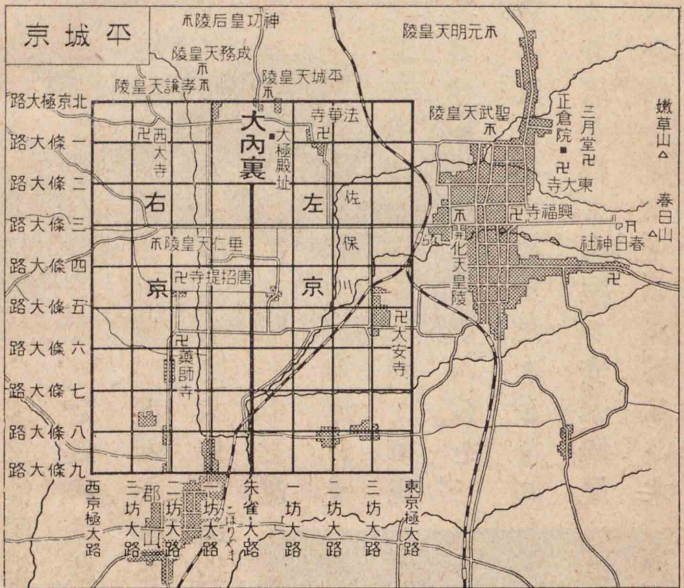 京城平
陵后皇功神
陵皇天務成
陵皇天謙孝
陵皇天城平
陵皇天明元
陵皇天武聖
正倉院
三月堂
嫩草山
春日山
寺大東
寺福興
社神日春
開化天皇陵
路大極京北
路大條一
路大條二
路大條三
路大條四
路大條五
路大條六
路大條七
路大條八
路大條九
西大寺
大內裏
大極殿址
寺華法
右京
左京
佐保川
陵皇天仁垂
寺提招唐
藥師寺
大安寺
郡山
こほりやま
西京極大路
三坊大路
二坊大路
一坊大路
朱雀大路
一坊大路
二坊大路
三坊大路
東京極大路